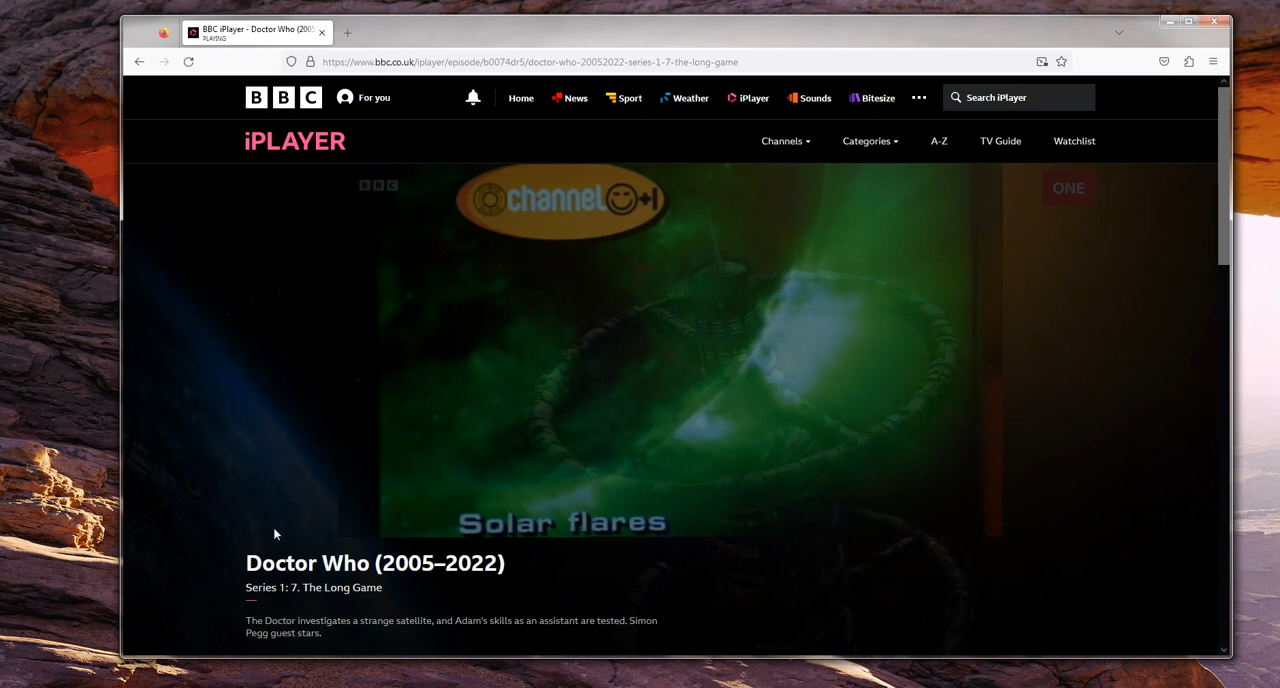 BBC iPlayer - Doctor Who (2005
PLAYING
https://www.bbc.co.uk/iplayer/episode/b0074dr5/doctor-who-20052022-series-1-7-the-long-game
BBC For you Home News Sport Weather iPlayer Sounds Bitesize Search iPlayer
iPLAYER Channels Categories A-Z TV Guide Watchlist
BBC channel +1 ONE
Solar flares
Doctor Who (2005–2022)
Series 1: 7. The Long Game
The Doctor investigates a strange satellite, and Adam's skills as an assistant are tested. Simon
Pegg guest stars.